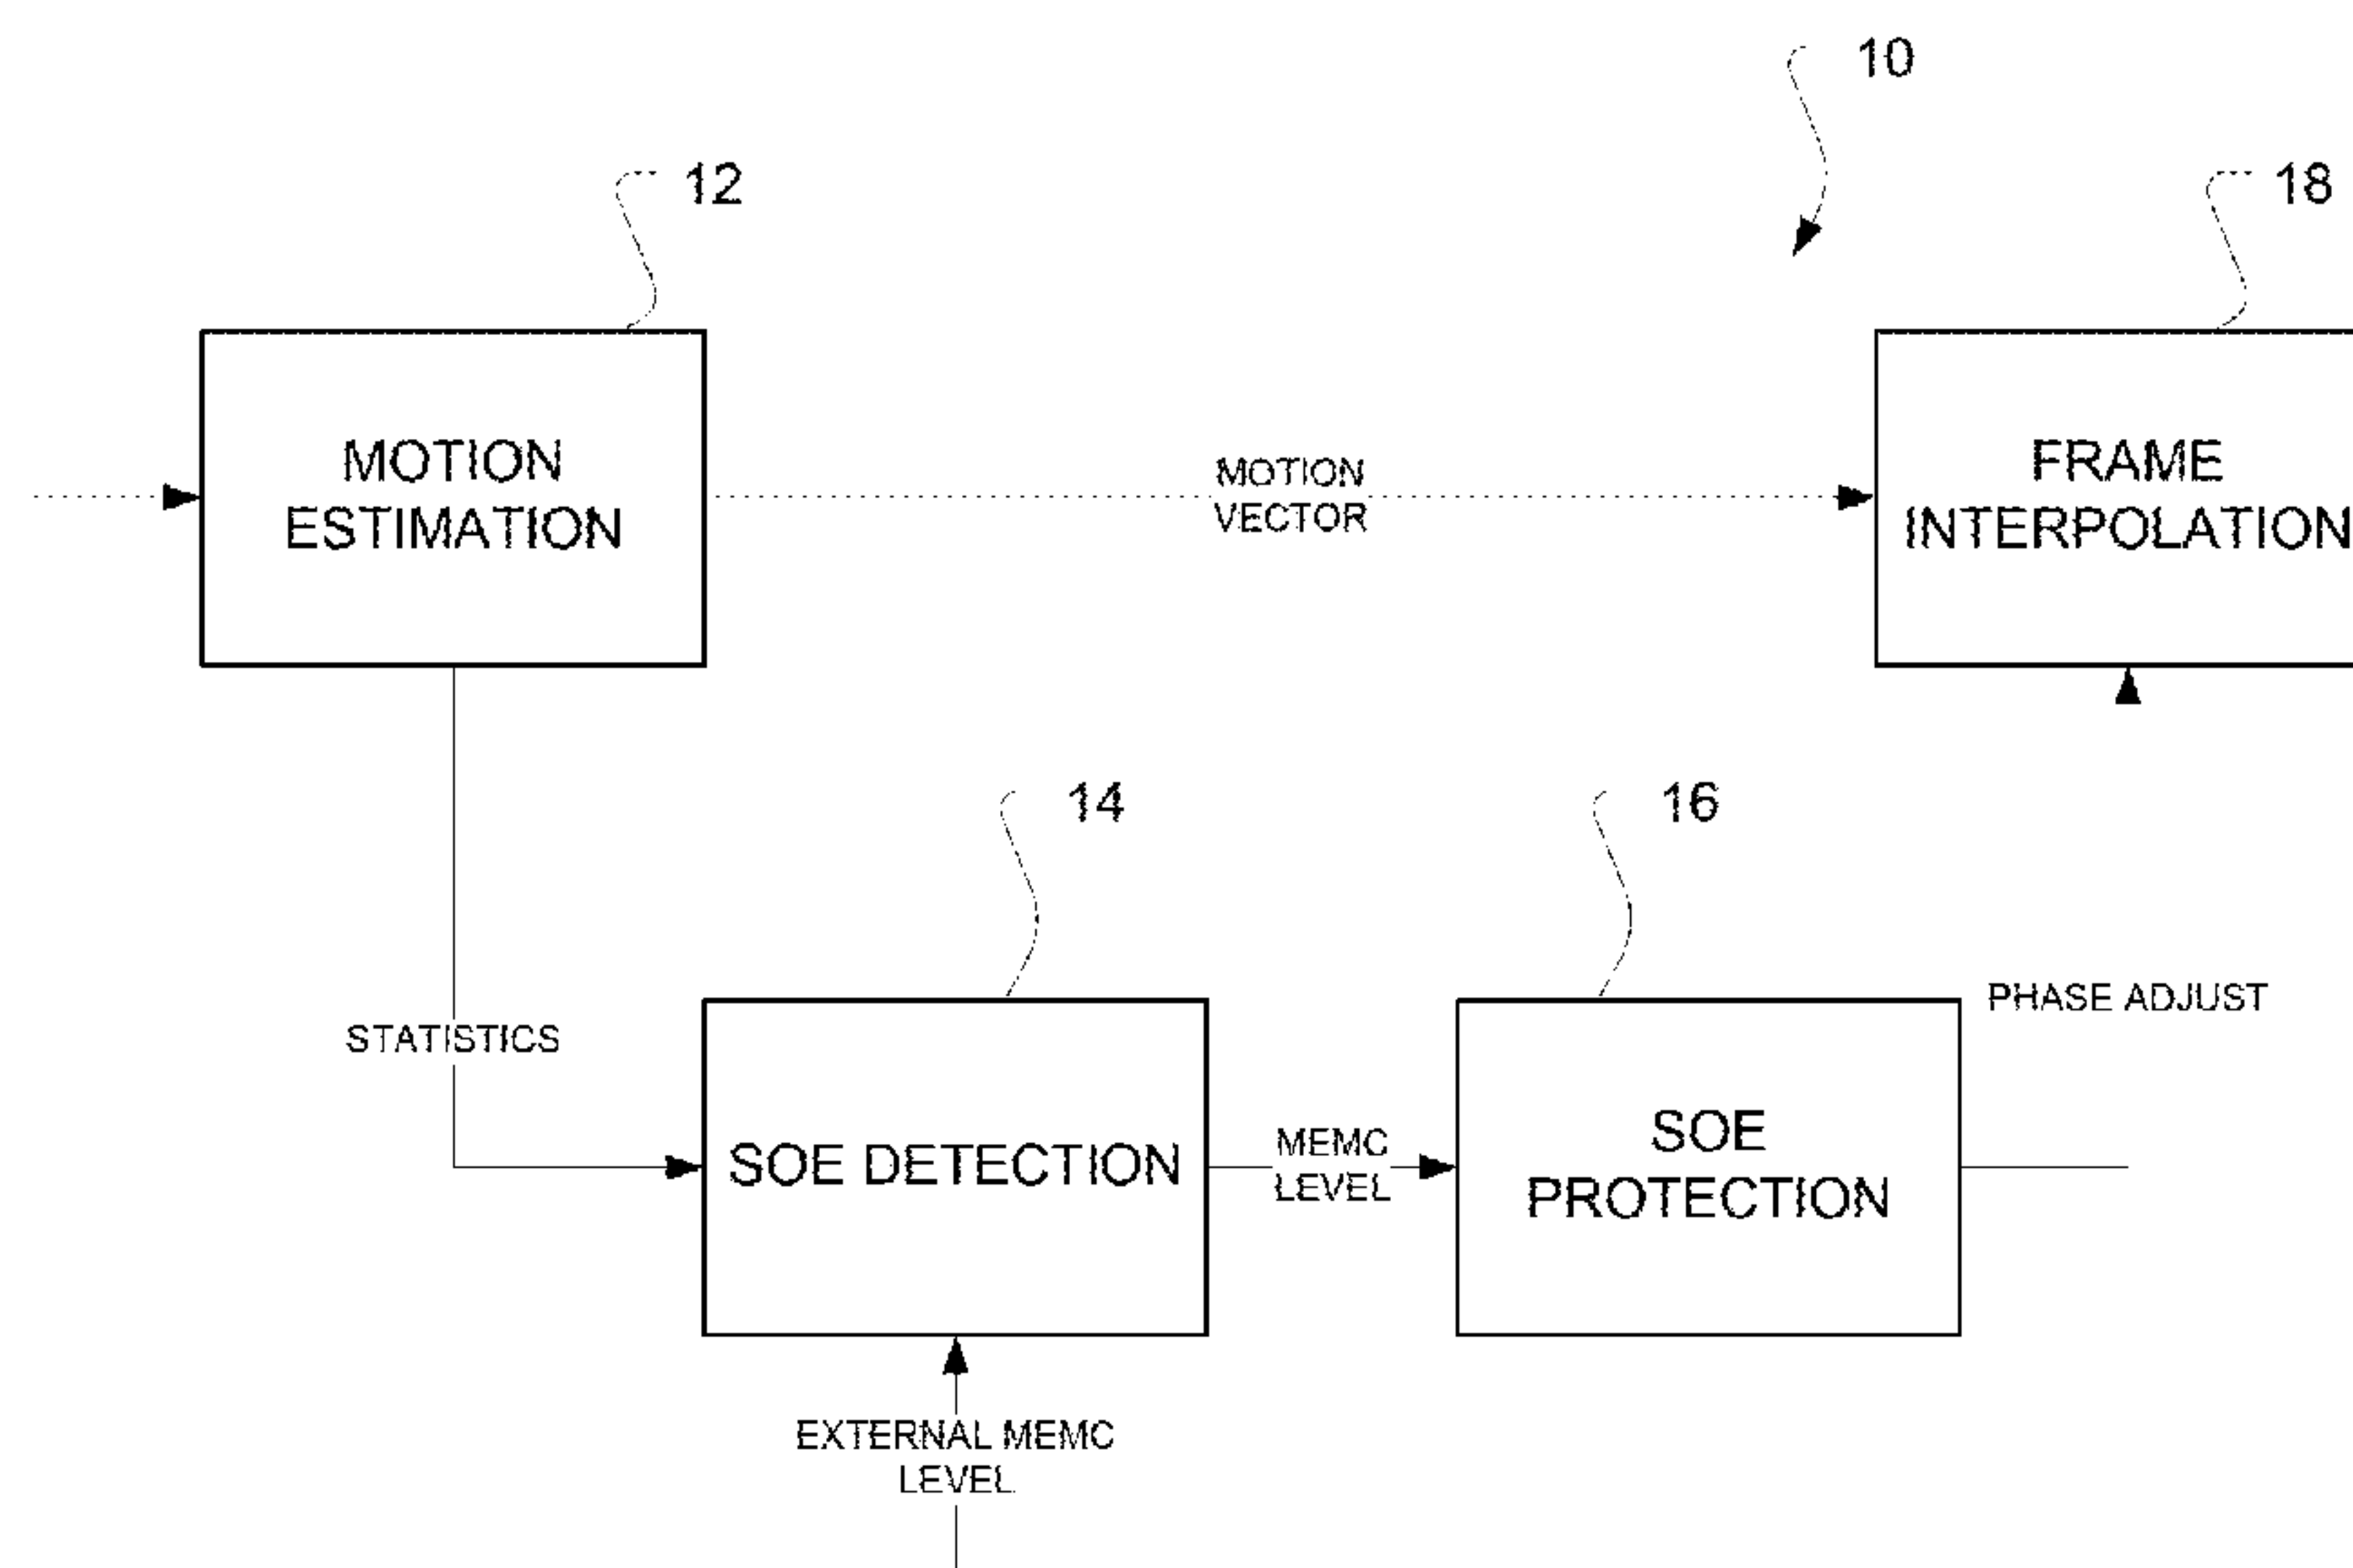 10
12
18
MOTION
ESTIMATION
MOTION
VECTOR
FRAME
INTERPOLATION
14
16
PHASE ADJUST
STATISTICS
SOE DETECTION
MEMC
LEVEL
SOE
PROTECTION
EXTERNAL MEMC
LEVEL